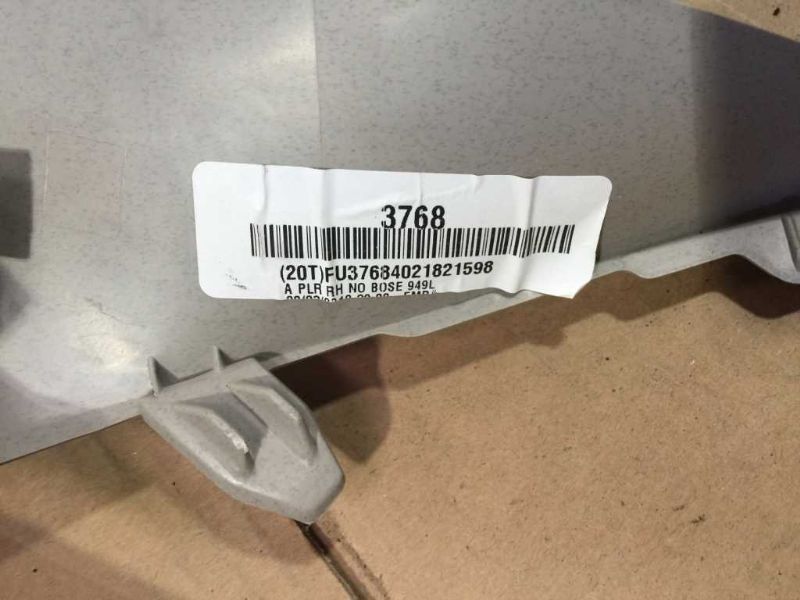 3768
(20T)FU37684021821598
A PLR RH NO BOSE 949L